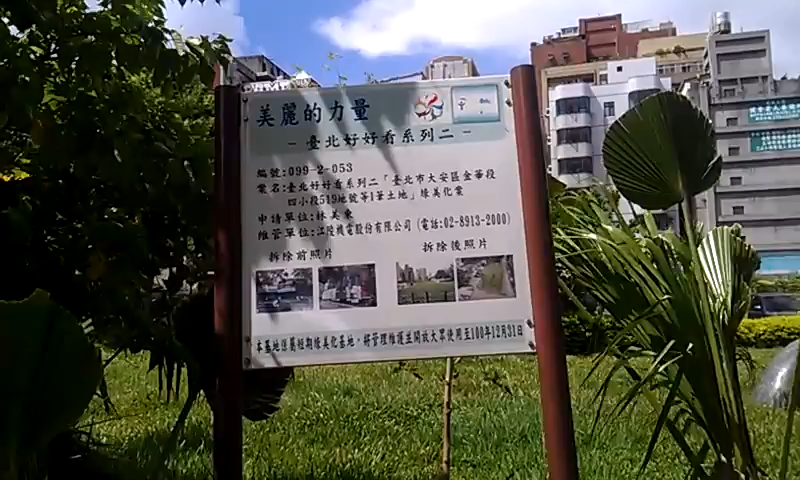 美麗的力量
－臺北好好看系列二－
編號:099-2-053
案名:臺北好好看系列二「臺北市大安區金華段
四小段519地號等1筆土地」綠美化案
申請單位:林美東
維管單位:江陵機電股份有限公司(電話:02-8913-2000)
拆除前照片
拆除後照片
本基地係屬短期綠美化基地，將管理維護並開放大眾使用至100年12月31日